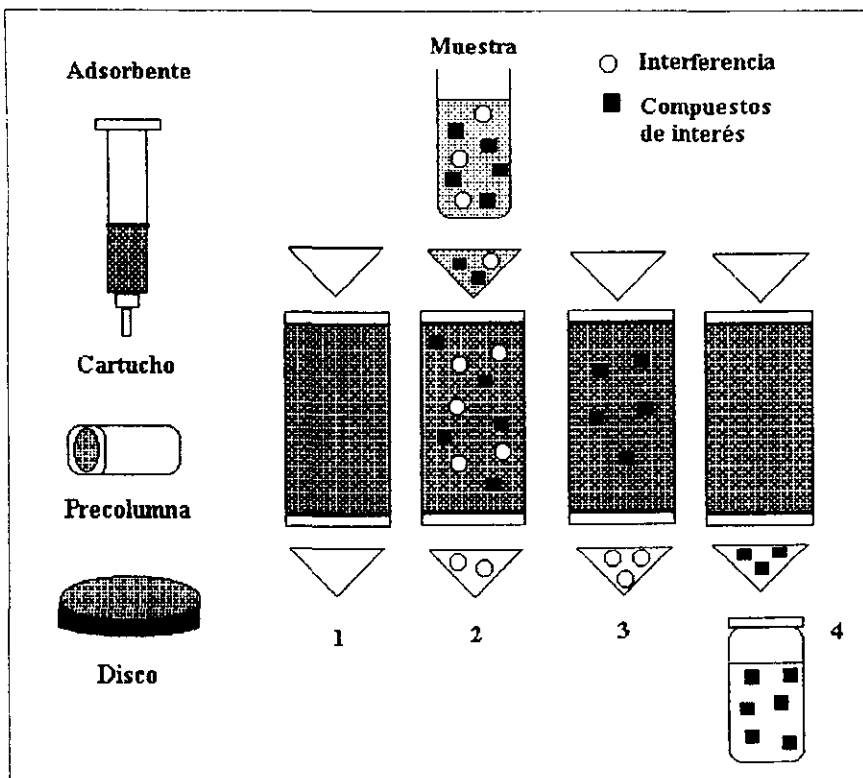 Adsorbente
Muestra
Interferencia
Compuestos
de interés
Cartucho
Precolumna
Disco
1
2
3
4